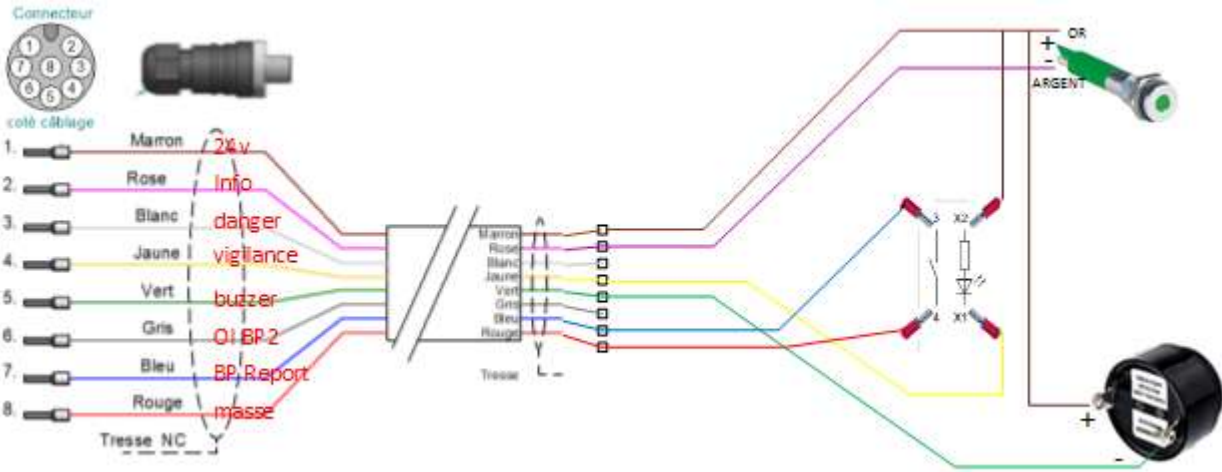 Connecteur
1 2 3 4 5 6 7 8
coté câblage
1. Marron 24v
2. Rose Info
3. Blanc danger
4. Jaune vigilance
5. Vert buzzer
6. Gris OI BP2
7. Bleu BP Report
8. Rouge masse
Tresse NC
Marron
Rose
Blanc
Jaune
Vert
Gris
Bleu
Rouge
Tresse
OR
+
-
ARGENT
3 X2
4 X1
+
-